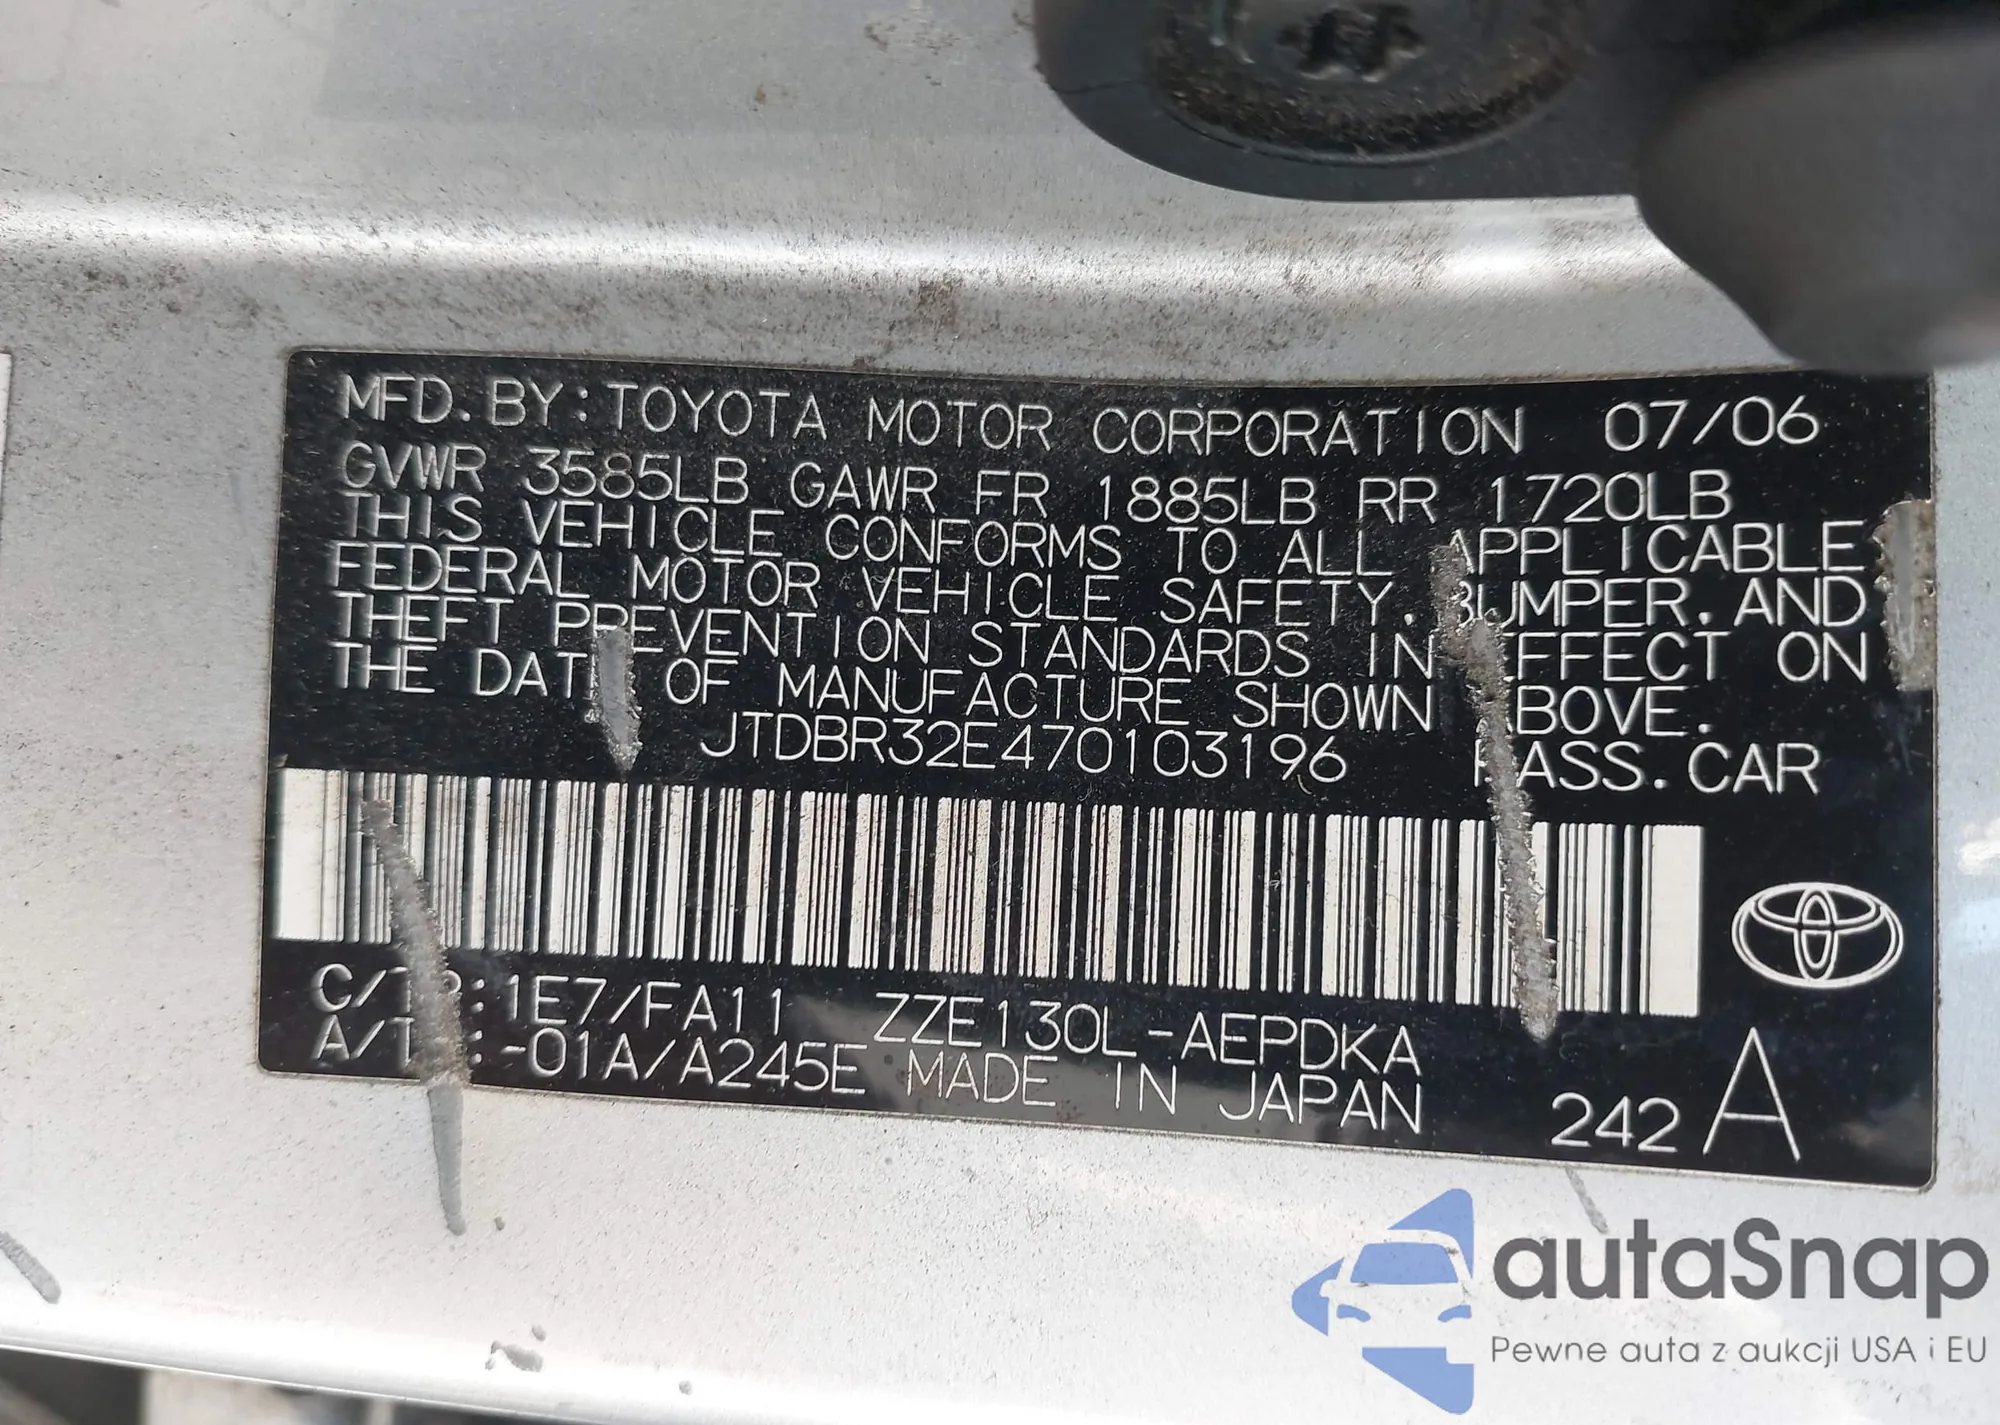 MFD. BY: TOYOTA MOTOR CORPORATION 07/06
GVWR 3585LB GAWR FR 1885LB RR 1720LB
THIS VEHICLE CONFORMS TO ALL APPLICABLE
FEDERAL MOTOR VEHICLE SAFETY, BUMPER, AND
THEFT PREVENTION STANDARDS IN EFFECT ON
THE DATE OF MANUFACTURE SHOWN ABOVE.
JTDBR32E470103196 PASS. CAR
C/TR: 1E7/FA11 ZZE130L-AEPDKA
A/T: -01A/A245E MADE IN JAPAN 242 A
autaSnap
Pewne auta z aukcji USA i EU